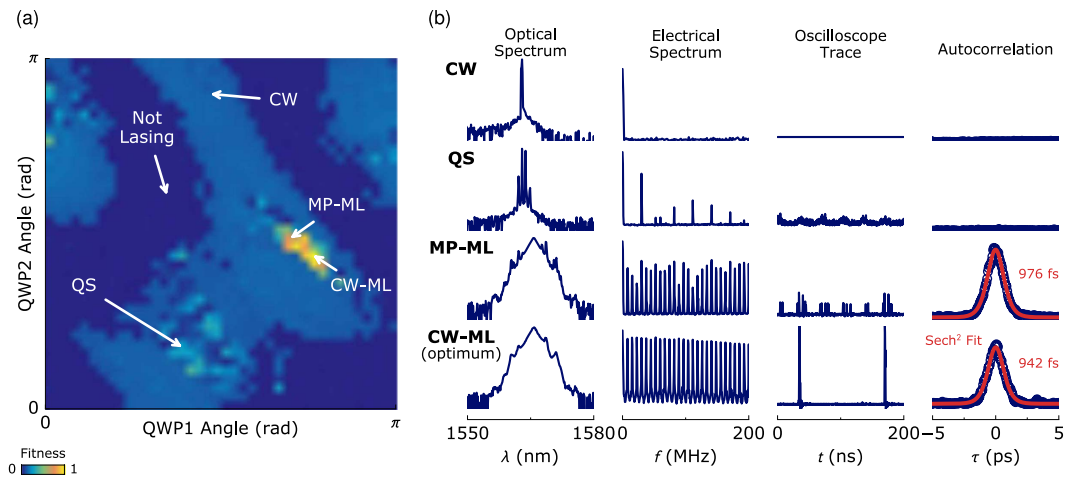 (a)
π
QWP2 Angle (rad)
0
CW
Not
Lasing
MP-ML
CW-ML
QS
0
QWP1 Angle (rad)
π
Fitness
0 1
(b)
Optical
Spectrum
Electrical
Spectrum
Oscilloscope
Trace
Autocorrelation
CW
QS
MP-ML
976 fs
CW-ML
(optimum)
Sech² Fit
942 fs
1550 1580
λ (nm)
0 200
f (MHz)
0 200
t (ns)
−5 0 5
τ (ps)